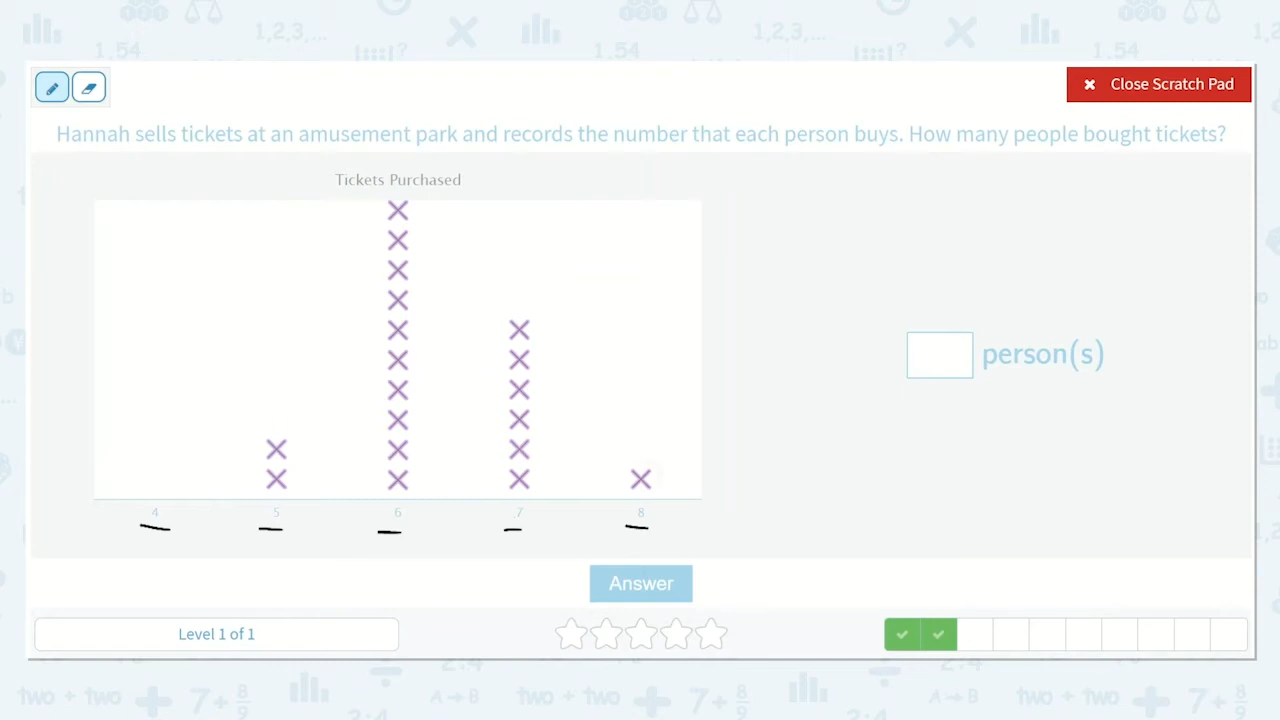 Close Scratch Pad
Hannah sells tickets at an amusement park and records the number that each person buys. How many people bought tickets?
Tickets Purchased
4 5 6 7 8
person(s)
Answer
Level 1 of 1